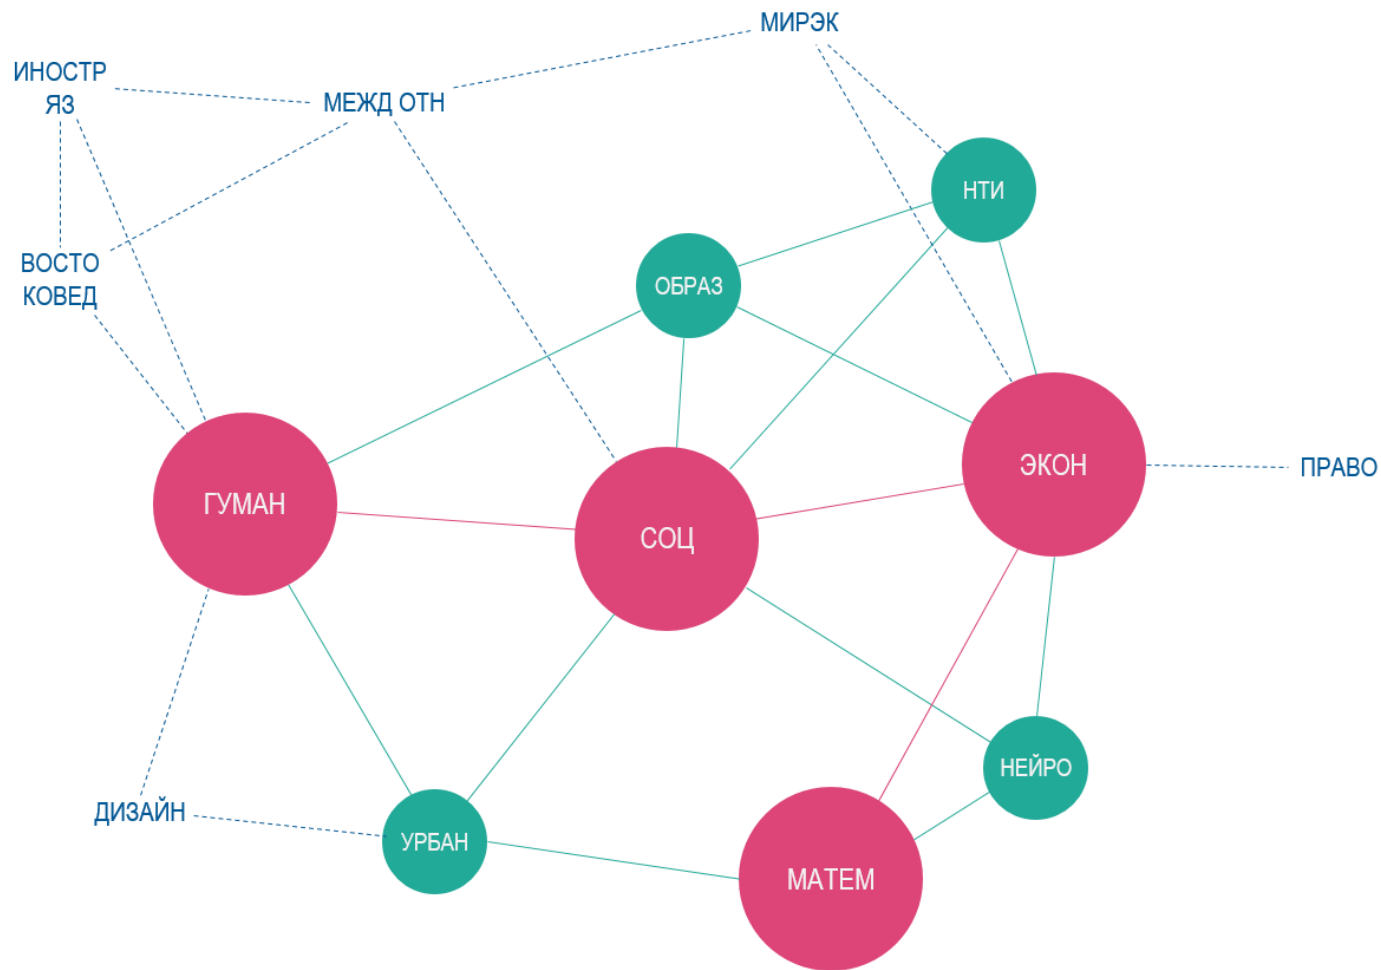 МИРЭК
ИНОСТР
ЯЗ
МЕЖД ОТН
НТИ
ВОСТО
КОВЕД
ОБРАЗ
ЭКОН
ПРАВО
ГУМАН
СОЦ
НЕЙРО
ДИЗАЙН
УРБАН
МАТЕМ